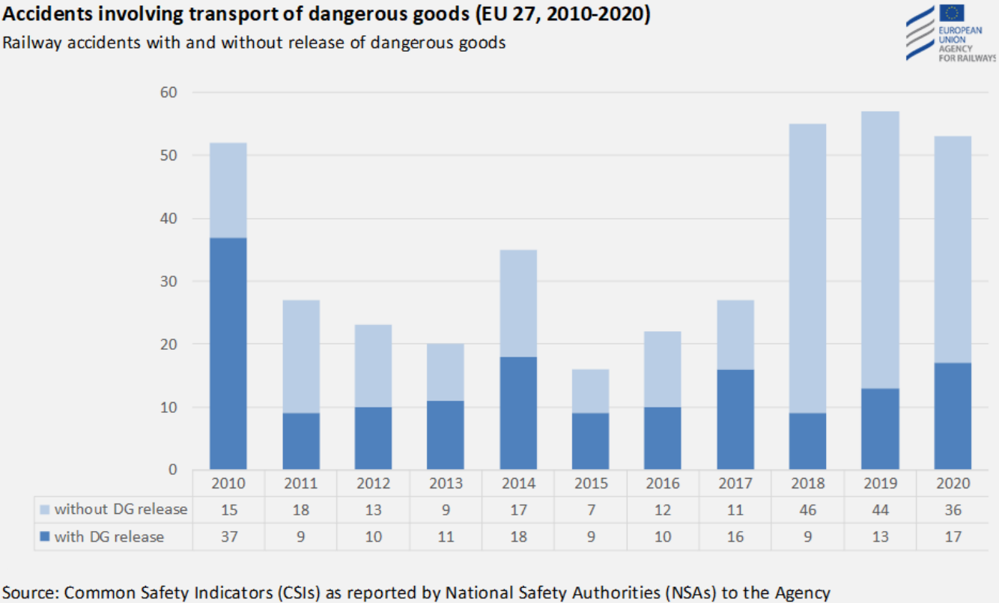 Accidents involving transport of dangerous goods (EU 27, 2010-2020)
Railway accidents with and without release of dangerous goods
EUROPEAN
UNION
AGENCY
FOR RAILWAYS
60
50
40
30
20
10
0
2010 2011 2012 2013 2014 2015 2016 2017 2018 2019 2020
without DG release 15 18 13 9 17 7 12 11 46 44 36
with DG release 37 9 10 11 18 9 10 16 9 13 17
Source: Common Safety Indicators (CSIs) as reported by National Safety Authorities (NSAs) to the Agency